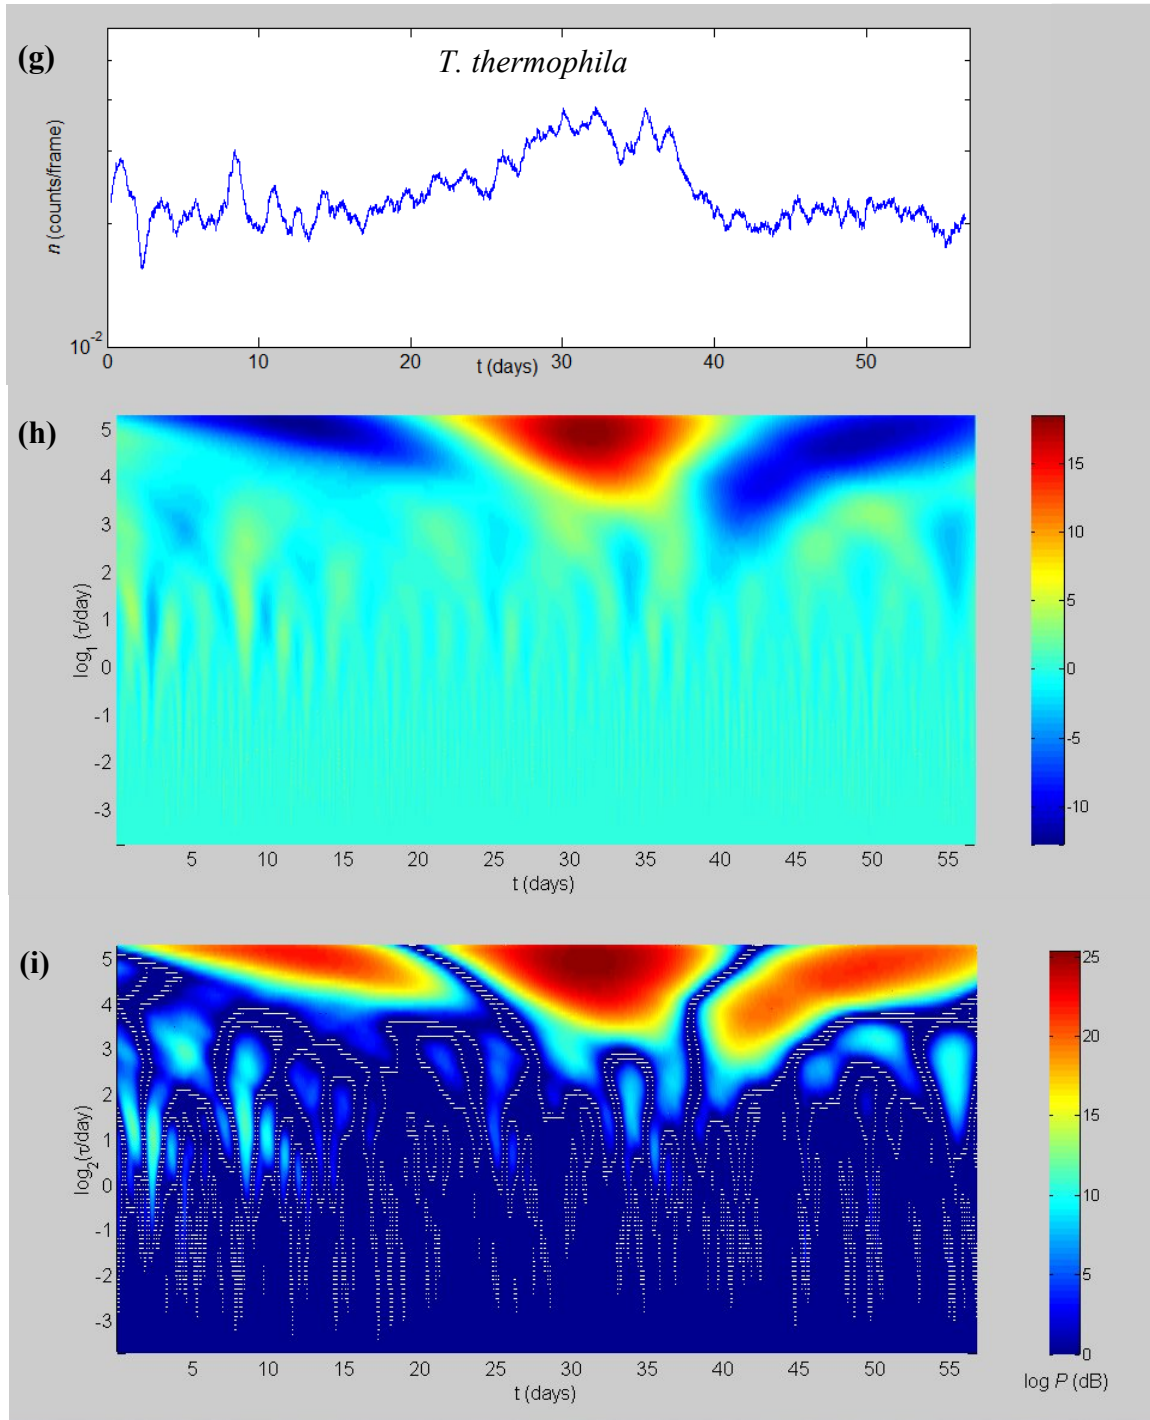 (g)
T. thermophila
n (counts/frame)
10-2
0 10 20 30 40 50
t (days)
(h)
5
4
3
2
1
0
-1
-2
-3
log1 (τ/day)
5 10 15 20 25 30 35 40 45 50 55
t (days)
15
10
5
0
-5
-10
(i)
5
4
3
2
1
0
-1
-2
-3
log2(τ/day)
5 10 15 20 25 30 35 40 45 50 55
t (days)
25
20
15
10
5
0
log P (dB)